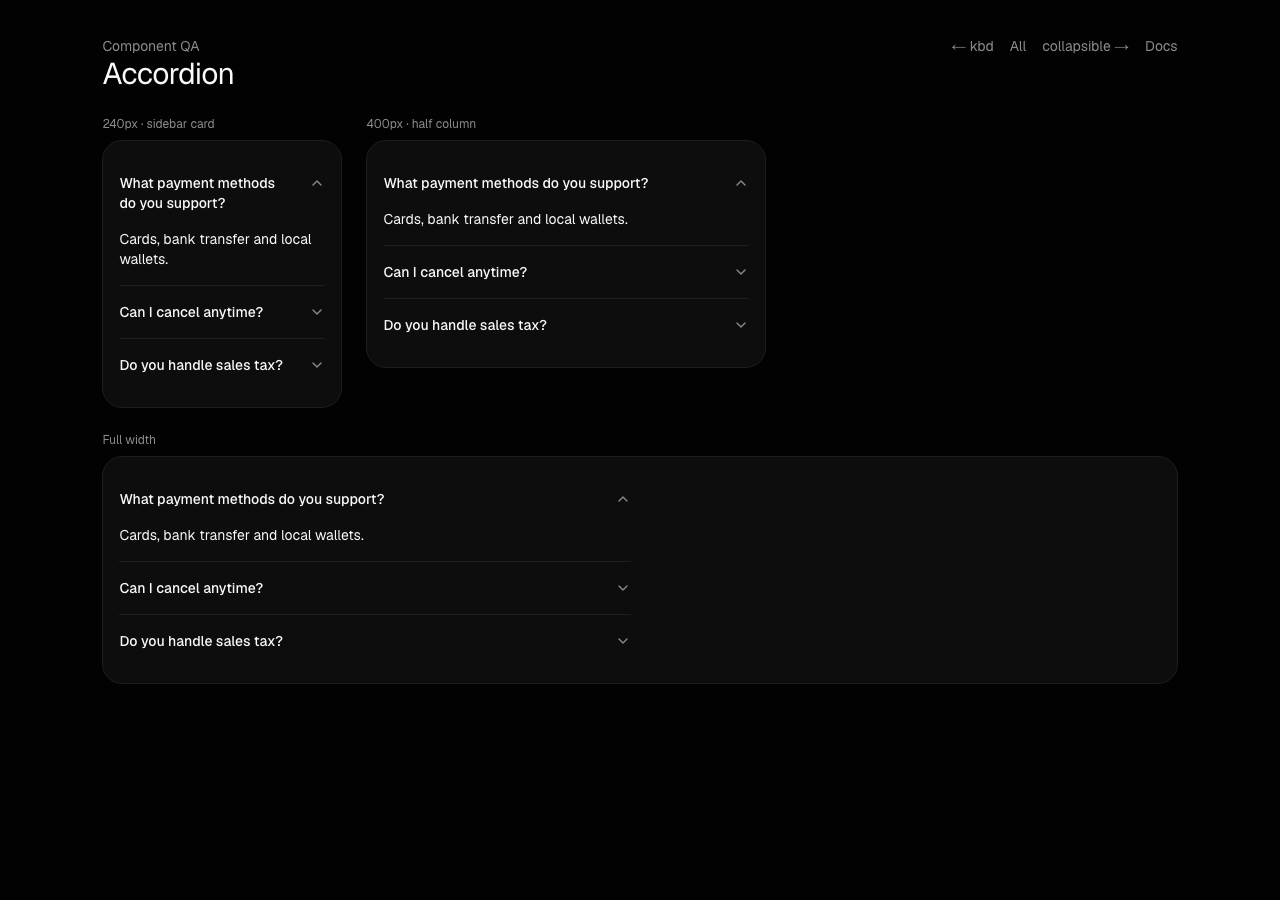 Component QA
Accordion
← kbd All collapsible → Docs
240px · sidebar card
What payment methods
do you support?
Cards, bank transfer and local
wallets.
Can I cancel anytime?
Do you handle sales tax?
400px · half column
What payment methods do you support?
Cards, bank transfer and local wallets.
Can I cancel anytime?
Do you handle sales tax?
Full width
What payment methods do you support?
Cards, bank transfer and local wallets.
Can I cancel anytime?
Do you handle sales tax?